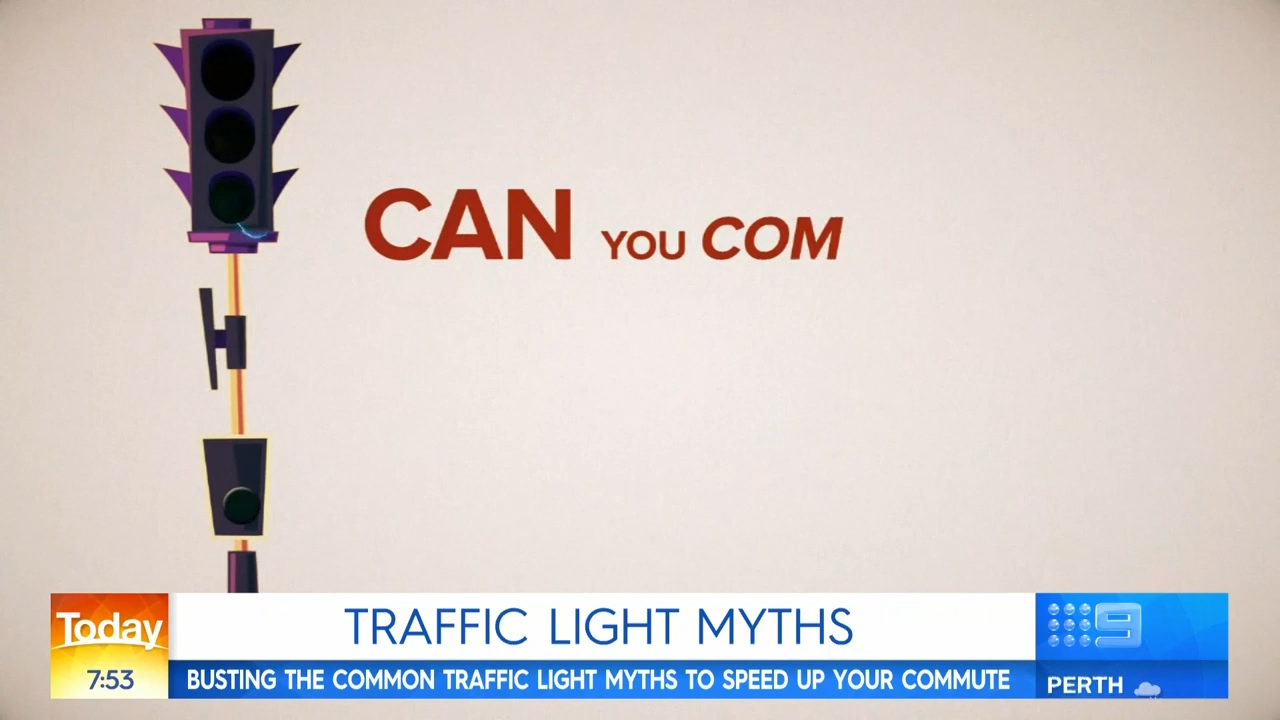 CAN YOU COM
Today
7:53
TRAFFIC LIGHT MYTHS
BUSTING THE COMMON TRAFFIC LIGHT MYTHS TO SPEED UP YOUR COMMUTE
9
PERTH